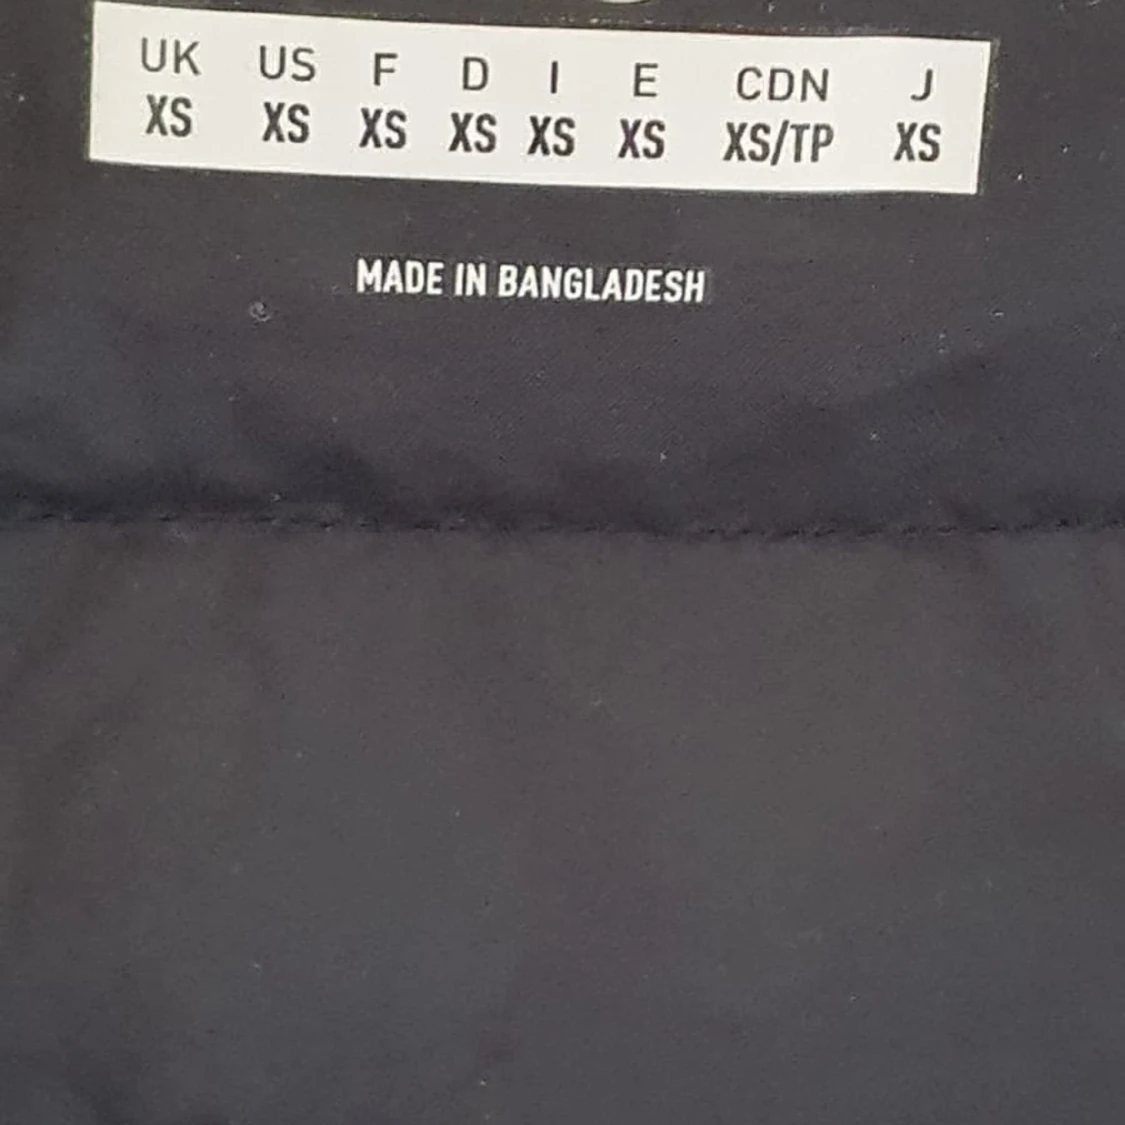 UK US F D I E CDN J
XS XS XS XS XS XS XS/TP XS
MADE IN BANGLADESH